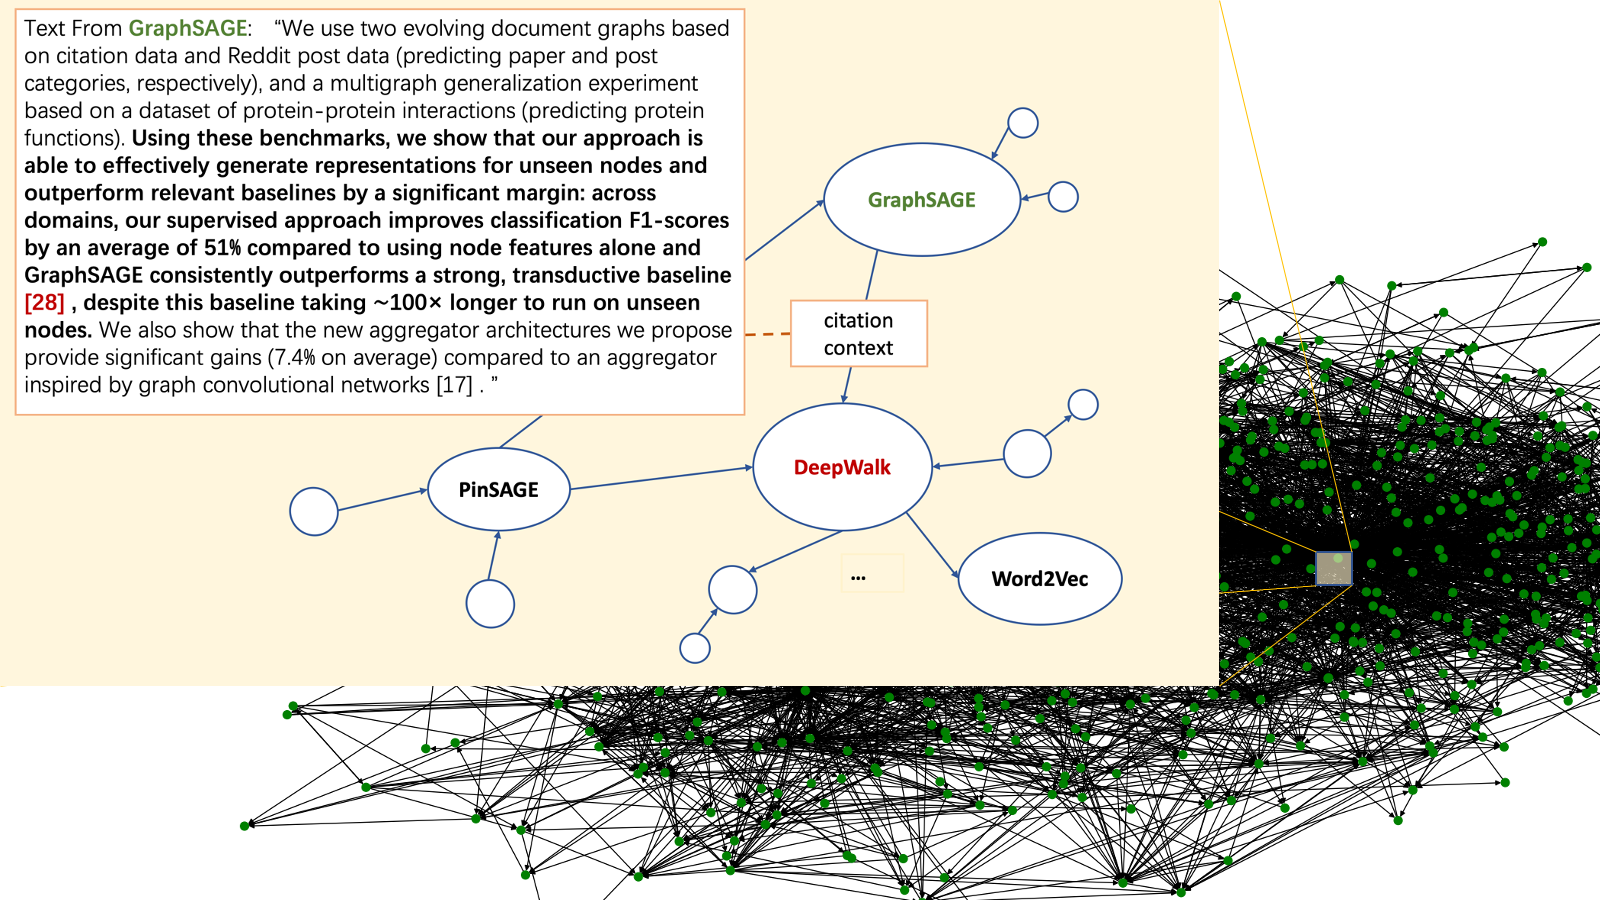 Text From GraphSAGE: “We use two evolving document graphs based
on citation data and Reddit post data (predicting paper and post
categories, respectively), and a multigraph generalization experiment
based on a dataset of protein-protein interactions (predicting protein
functions). Using these benchmarks, we show that our approach is
able to effectively generate representations for unseen nodes and
outperform relevant baselines by a significant margin: across
domains, our supervised approach improves classification F1-scores
by an average of 51% compared to using node features alone and
GraphSAGE consistently outperforms a strong, transductive baseline
[28] , despite this baseline taking ~100× longer to run on unseen
nodes. We also show that the new aggregator architectures we propose
provide significant gains (7.4% on average) compared to an aggregator
inspired by graph convolutional networks [17] . ”
GraphSAGE
citation
context
DeepWalk
PinSAGE
...
Word2Vec